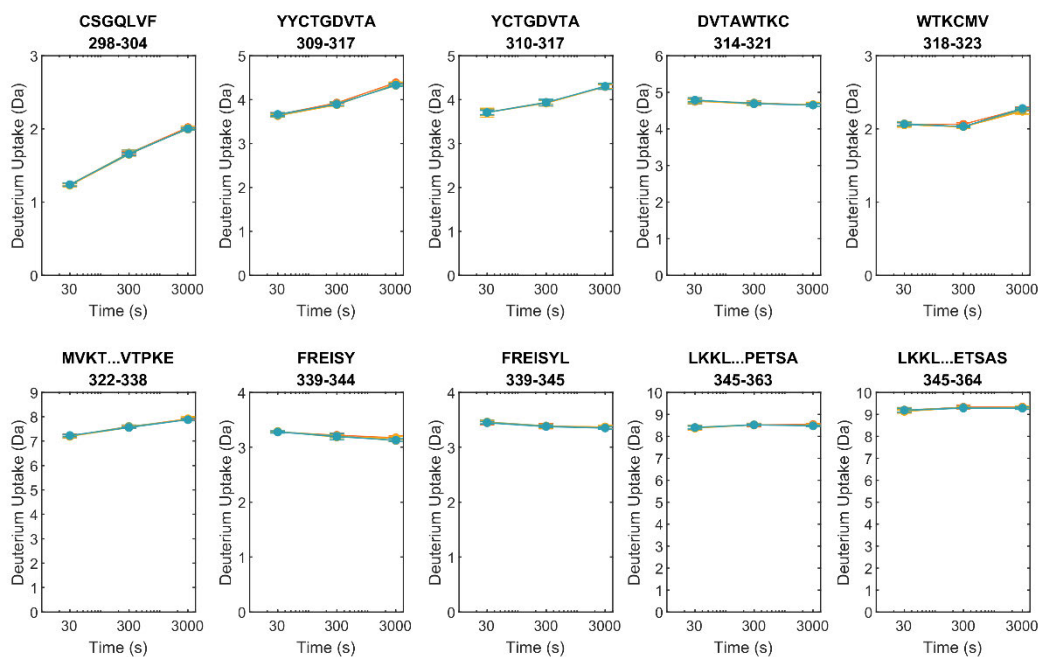 CSGQLVF
298-304
YYCTGDVTA
309-317
YCTGDVTA
310-317
DVTAWTKC
314-321
WTKCMV
318-323
Deuterium Uptake (Da)
3
2
1
0
30 300 3000
Time (s)
Deuterium Uptake (Da)
5
4
3
2
1
0
30 300 3000
Time (s)
Deuterium Uptake (Da)
5
4
3
2
1
0
30 300 3000
Time (s)
Deuterium Uptake (Da)
6
5
4
3
2
1
0
30 300 3000
Time (s)
Deuterium Uptake (Da)
3
2
1
0
30 300 3000
Time (s)
MVKT...VTPKE
322-338
FREISY
339-344
FREISYL
339-345
LKKL...PETSA
345-363
LKKL...ETSAS
345-364
Deuterium Uptake (Da)
9
8
7
6
5
4
3
2
1
0
30 300 3000
Time (s)
Deuterium Uptake (Da)
4
3
2
1
0
30 300 3000
Time (s)
Deuterium Uptake (Da)
4
3
2
1
0
30 300 3000
Time (s)
Deuterium Uptake (Da)
10
9
8
7
6
5
4
3
2
1
0
30 300 3000
Time (s)
Deuterium Uptake (Da)
10
9
8
7
6
5
4
3
2
1
0
30 300 3000
Time (s)